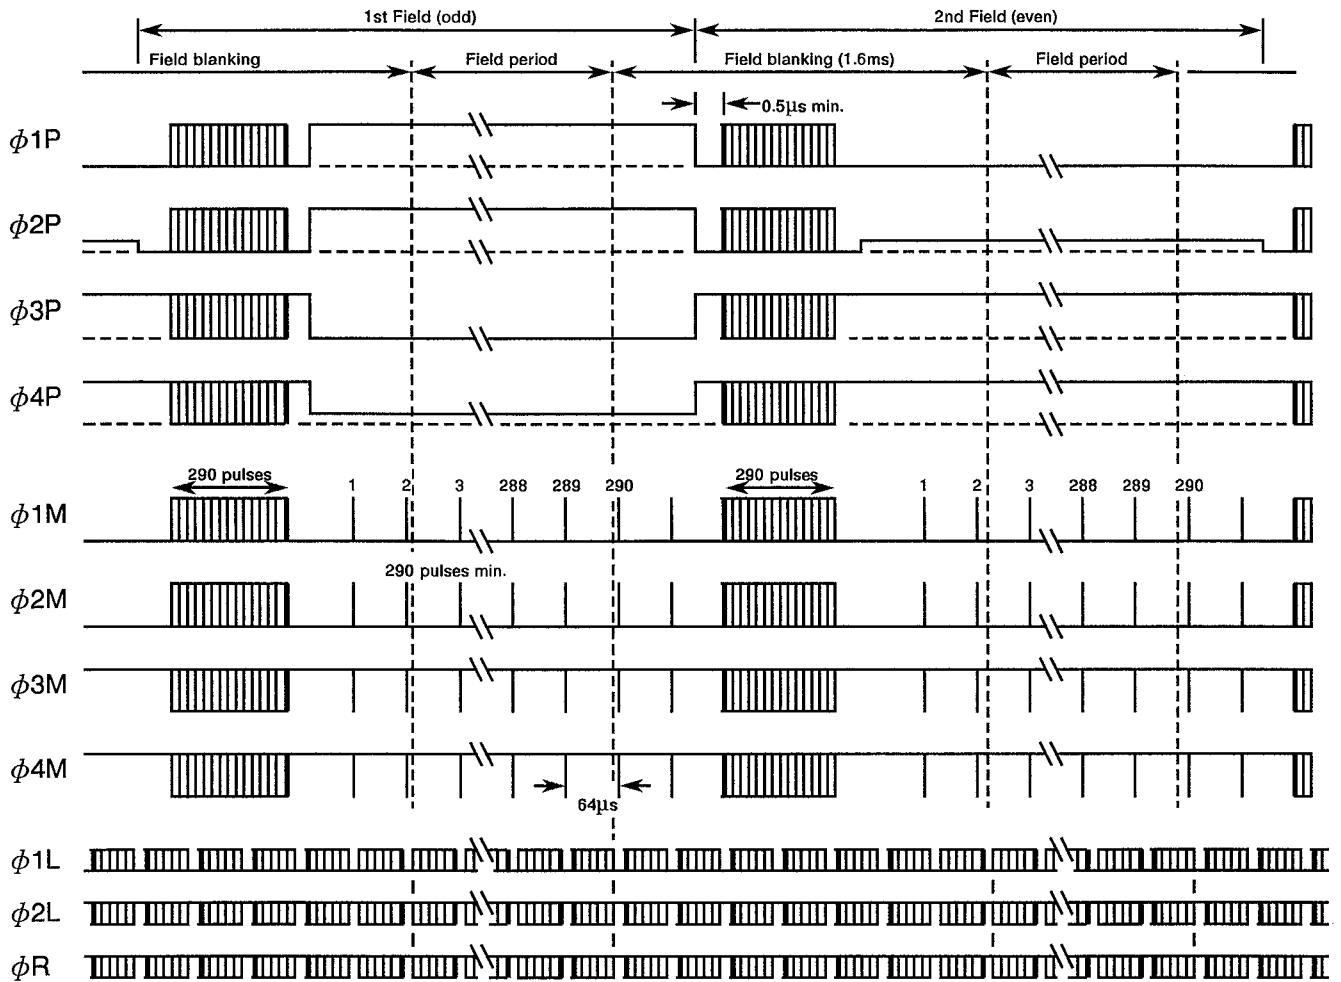 1st Field (odd) 2nd Field (even)
Field blanking Field period Field blanking (1.6ms) Field period
0.5μs min.
ϕ1P
ϕ2P
ϕ3P
ϕ4P
290 pulses 1 2 3 288 289 290 290 pulses 1 2 3 288 289 290
ϕ1M
290 pulses min.
ϕ2M
ϕ3M
ϕ4M
64μs
ϕ1L
ϕ2L
ϕR